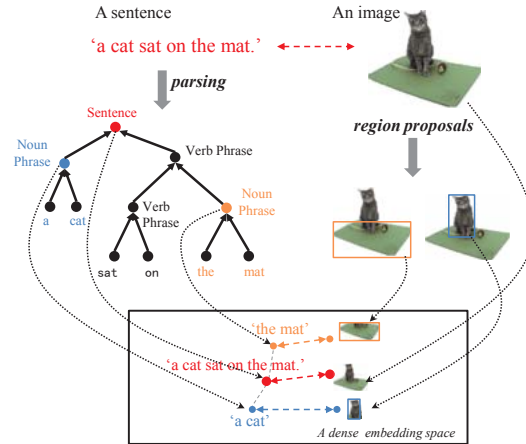 A sentence
An image
'a cat sat on the mat.'
parsing
region proposals
Sentence
Noun
Phrase
Verb Phrase
a
cat
Verb
Phrase
Noun
Phrase
sat
on
the
mat
'the mat'
'a cat sat on the mat.'
'a cat'
A dense embedding space